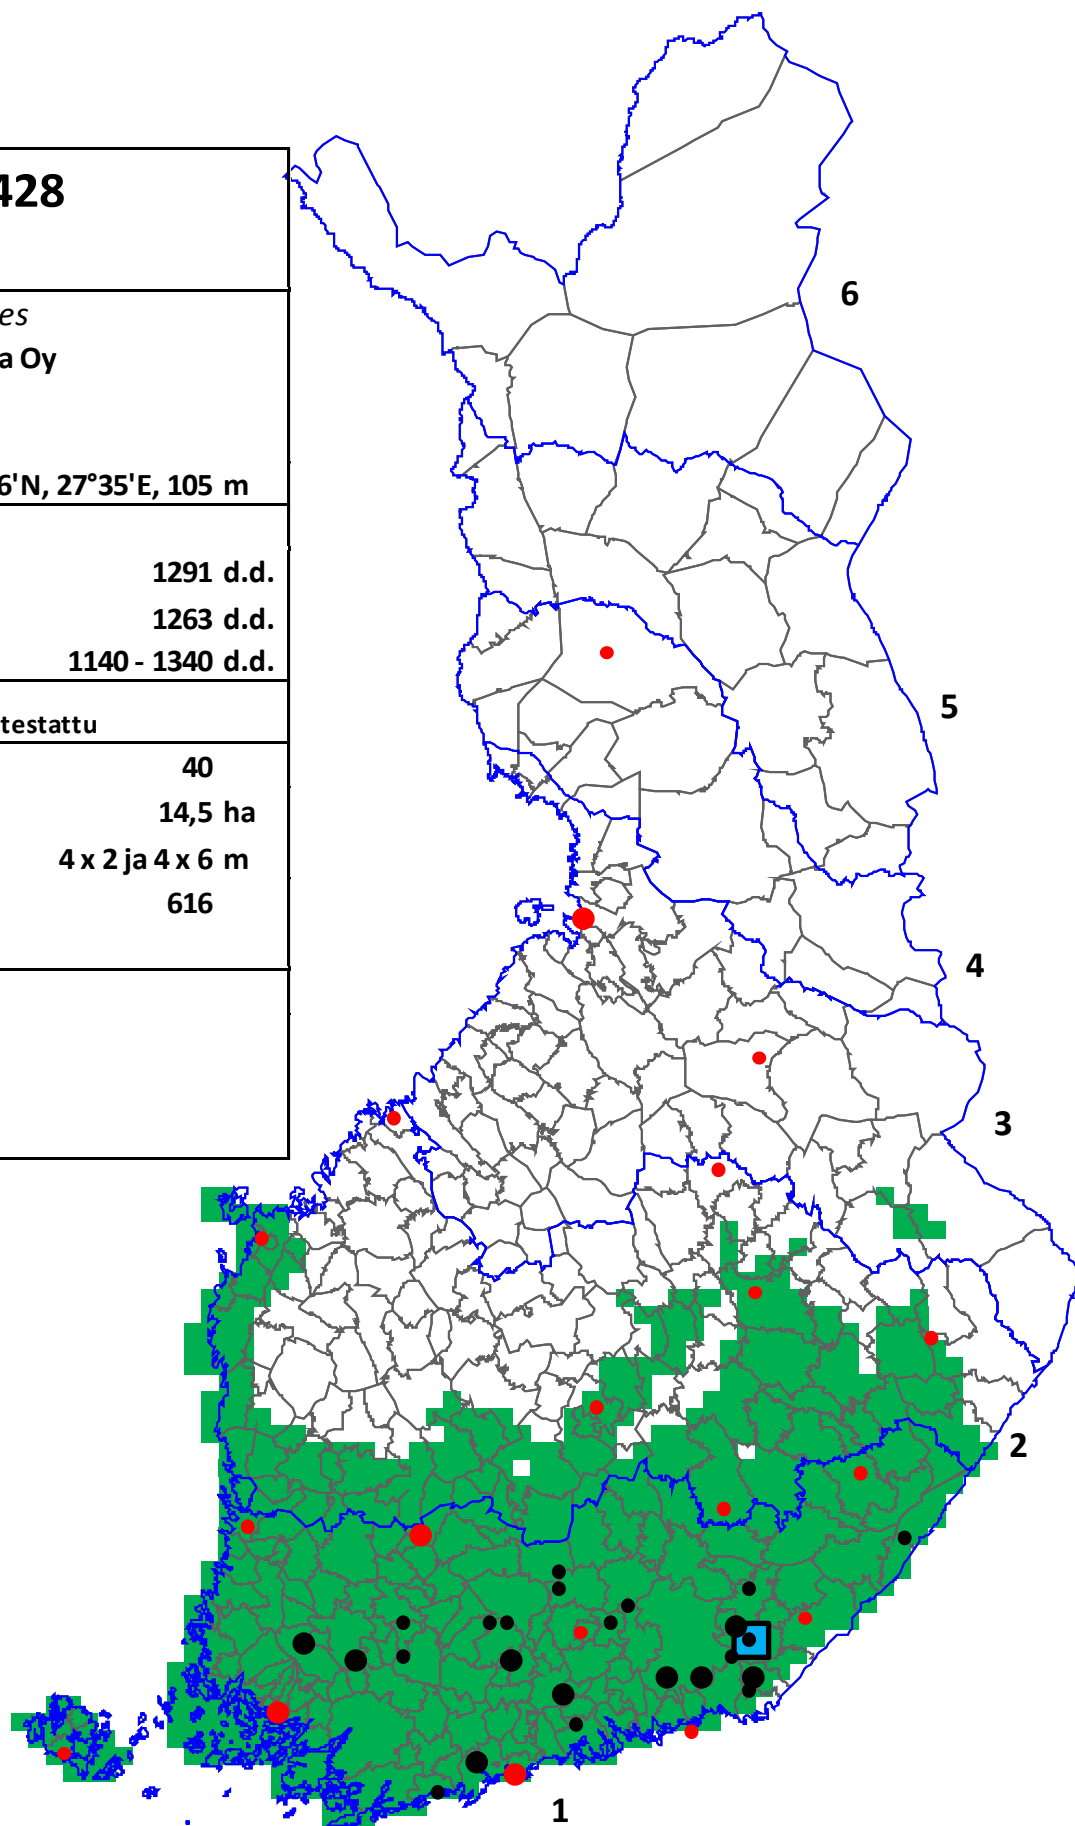 428
es
a Oy
6'N, 27°35'E, 105 m
1291 d.d.
1263 d.d.
1140 - 1340 d.d.
testattu
40
14,5 ha
4 x 2 ja 4 x 6 m
616
6
5
4
3
2
1